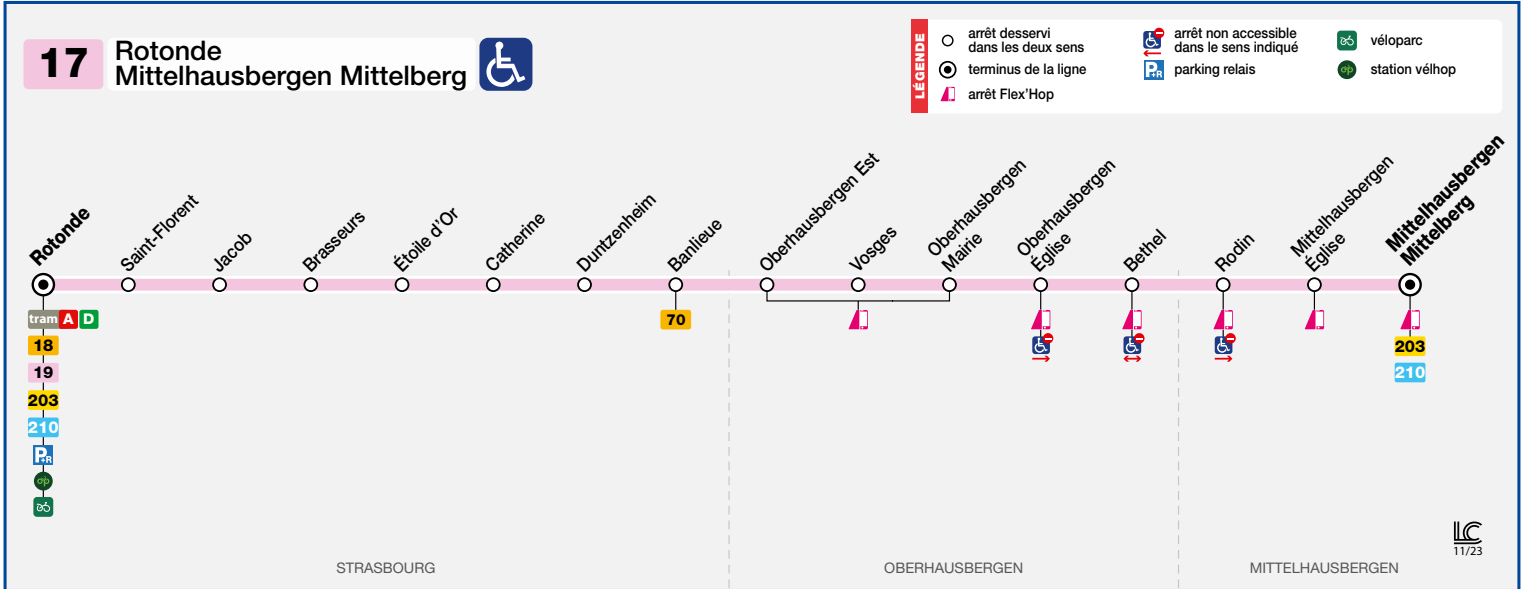 17
Rotonde
Mittelhausbergen Mittelberg
LÉGENDE
arrêt desservi
dans les deux sens
terminus de la ligne
arrêt Flex'Hop
arrêt non accessible
dans le sens indiqué
P+R
parking relais
véloparc
station vélhop
Rotonde
Saint-Florent
Jacob
Brasseurs
Étoile d'Or
Catherine
Duntzenheim
Banlieue
Oberhausbergen Est
Vosges
Oberhausbergen
Mairie
Oberhausbergen
Église
Bethel
Rodin
Mittelhausbergen
Église
Mittelhausbergen
Mittelberg
tram A D
18
19
203
210
P+R
70
203
210
STRASBOURG
OBERHAUSBERGEN
MITTELHAUSBERGEN
LC
11/23